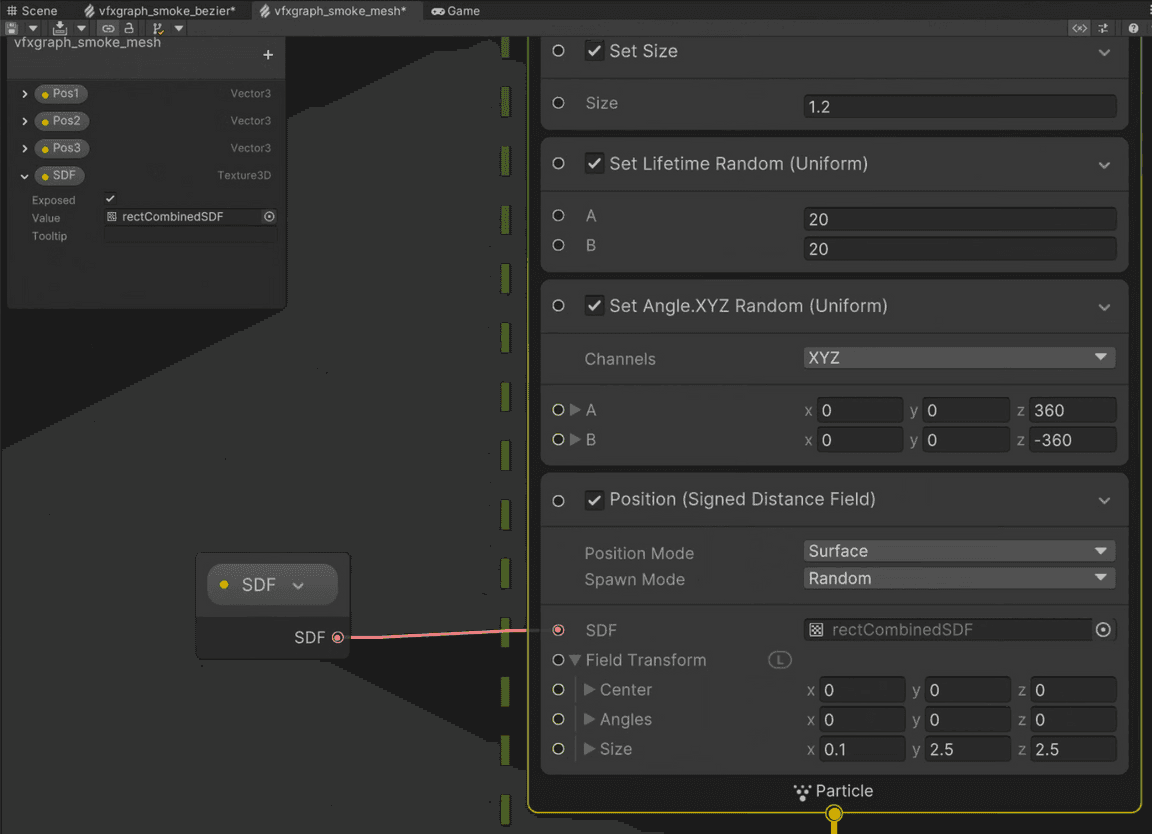 Scene vfxgraph_smoke_bezier* vfxgraph_smoke_mesh* Game
vfxgraph_smoke_mesh
+
Pos1 Vector3
Pos2 Vector3
Pos3 Vector3
SDF Texture3D
Exposed
Value rectCombinedSDF
Tooltip
SDF
SDF
Set Size
Size 1.2
Set Lifetime Random (Uniform)
A 20
B 20
Set Angle.XYZ Random (Uniform)
Channels XYZ
A x 0 y 0 z 360
B x 0 y 0 z -360
Position (Signed Distance Field)
Position Mode Surface
Spawn Mode Random
SDF rectCombinedSDF
Field Transform L
Center x 0 y 0 z 0
Angles x 0 y 0 z 0
Size x 0.1 y 2.5 z 2.5
Particle